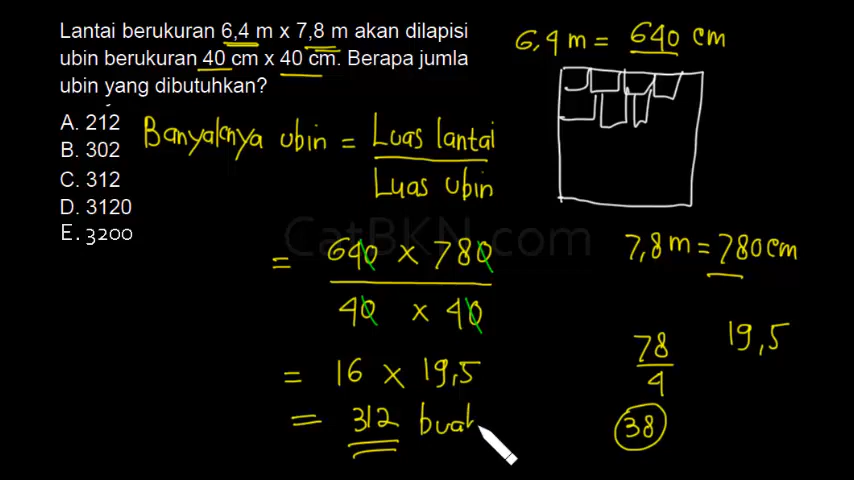 Lantai berukuran 6,4 m x 7,8 m akan dilapisi
ubin berukuran 40 cm x 40 cm. Berapa jumla
ubin yang dibutuhkan?
A. 212
B. 302
C. 312
D. 3120
E. 3200
6,4 m = 640 cm
Banyaknya ubin = Luas lantai
Luas ubin
CatBKN.com
= 640 x 780
40 x 40
= 16 x 19,5
= 312 buah
7,8 m = 780 cm
78
4
19,5
38